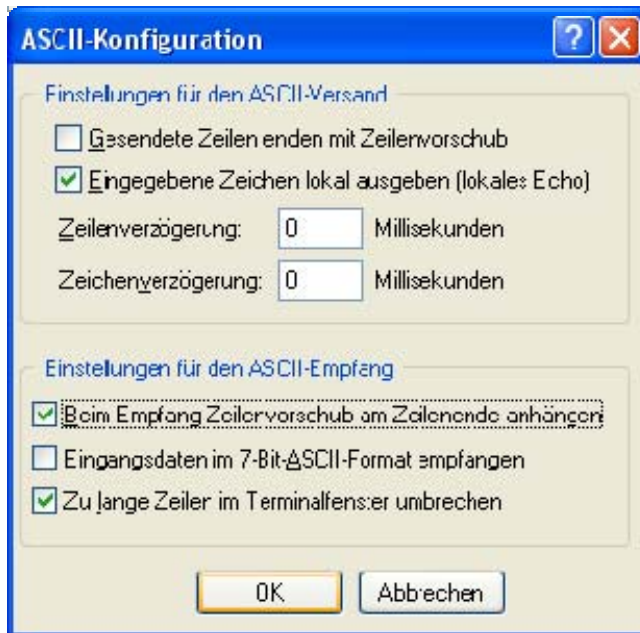 ASCII-Konfiguration
Einstellungen für den ASCII-Versand
Gesendete Zeilen enden mit Zeilenvorschub
Eingegebene Zeichen lokal ausgeben (lokales Echo)
Zeilenverzögerung: 0 Millisekunden
Zeichenverzögerung: 0 Millisekunden
Einstellungen für den ASCII-Empfang
Beim Empfang Zeilenvorschub am Zeilenende anhängen
Eingangsdaten im 7-Bit-ASCII-Format empfangen
Zu lange Zeilen im Terminalfenster umbrechen
OK Abbrechen